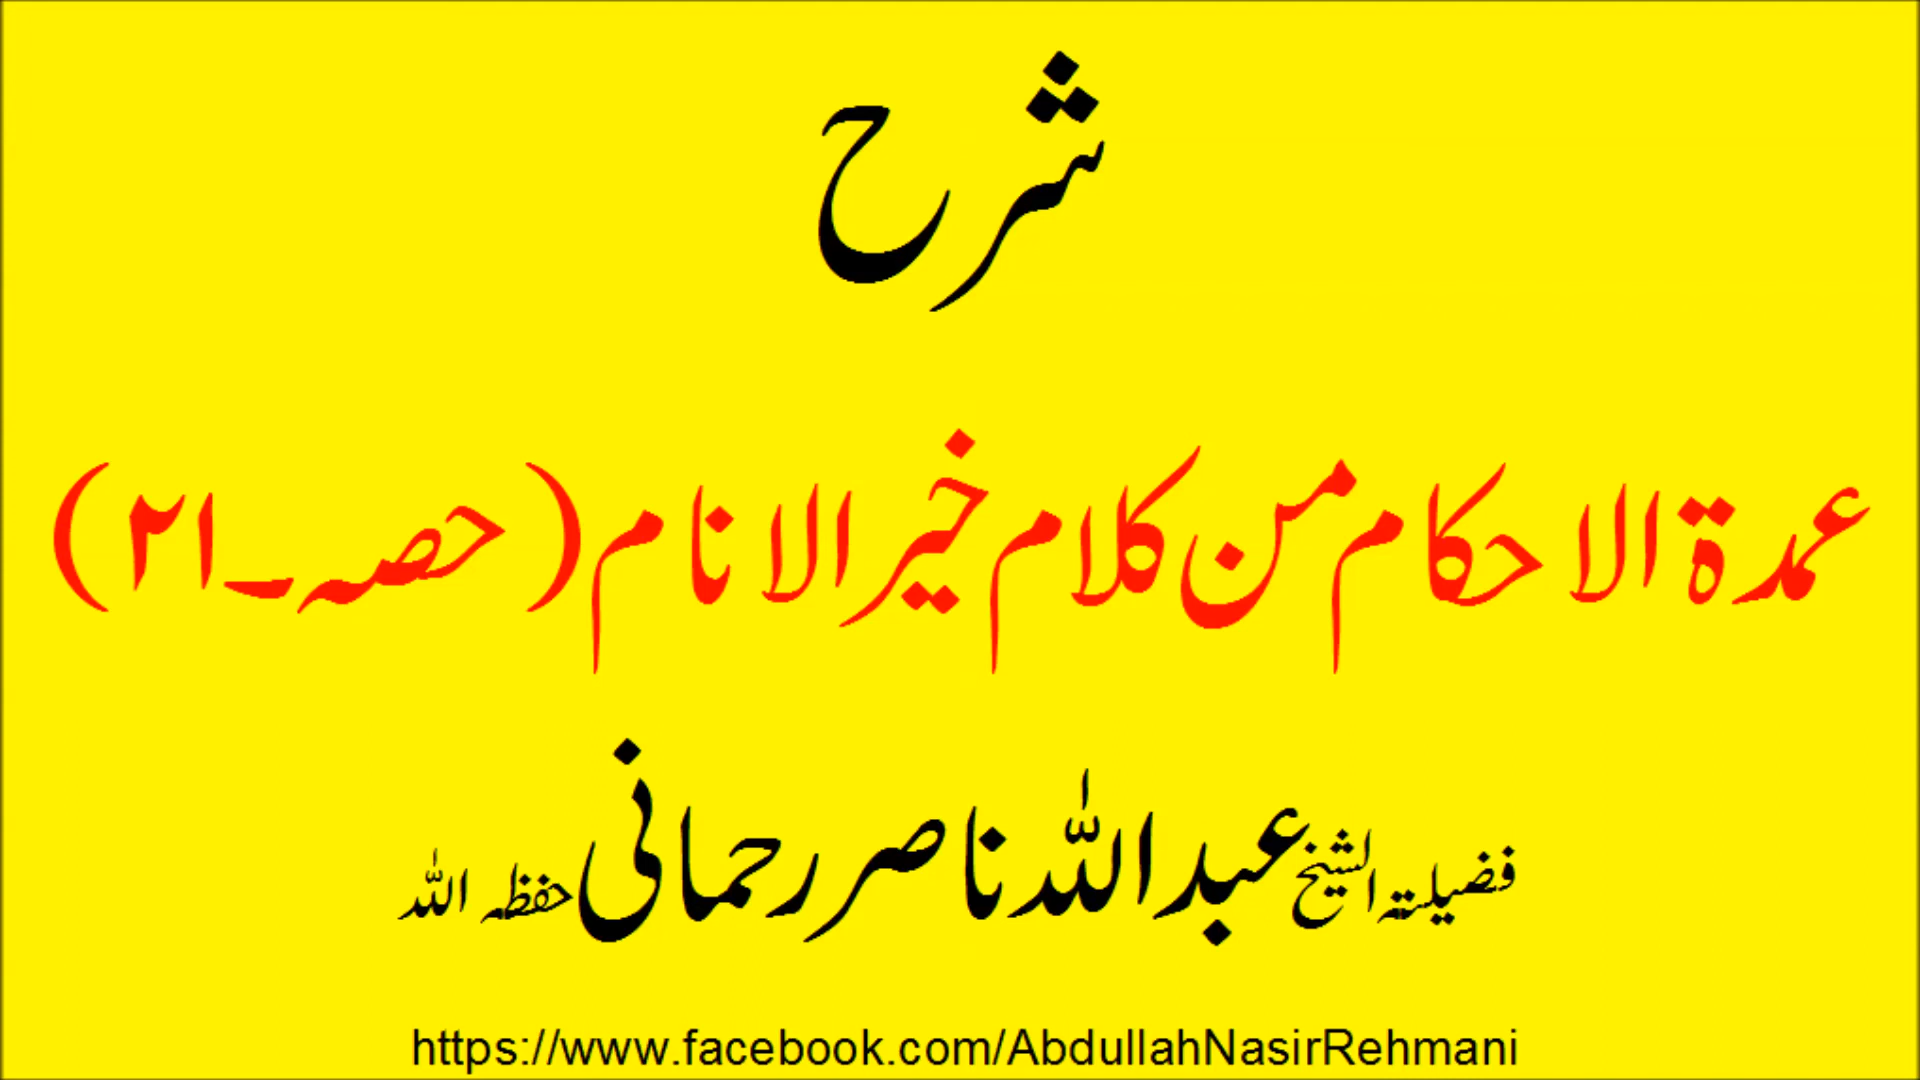 شرح
عمدة الاحکام من کلام خیر الانام (حصہ۔۲۱)
فضیلتہ الشیخ عبداللہ ناصر رحمانی حفظہ اللہ
https://www.facebook.com/AbdullahNasirRehmani